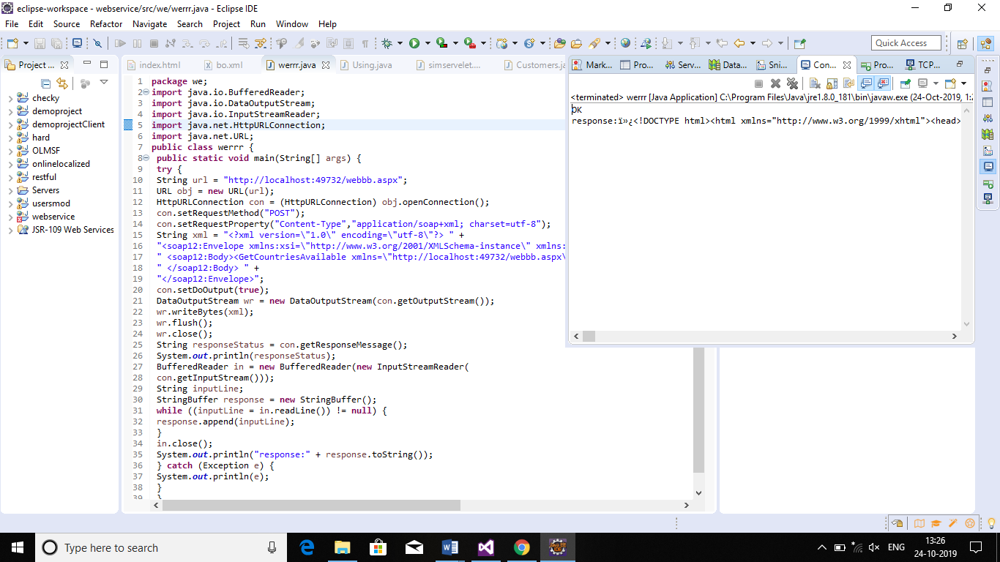 eclipse-workspace - webservice/src/we/werrr.java - Eclipse IDE
File Edit Source Refactor Navigate Search Project Run Window Help
Quick Access
Project ...
index.html bo.xml werrr.java Using.java simservelet.... Customers.ja
Mark... Pro... Serv... Data... Sni... Con... Pro... TCP...
checky
demoproject
demoprojectClient
hard
OLMSF
onlinelocalized
restful
Servers
usersmod
webservice
JSR-109 Web Services
1 package we;
2 import java.io.BufferedReader;
3 import java.io.DataOutputStream;
4 import java.io.InputStreamReader;
5 import java.net.HttpURLConnection;
6 import java.net.URL;
7 public class werrr {
8 public static void main(String[] args) {
9 try {
10 String url = "http://localhost:49732/webbb.aspx";
11 URL obj = new URL(url);
12 HttpURLConnection con = (HttpURLConnection) obj.openConnection();
13 con.setRequestMethod("POST");
14 con.setRequestProperty("Content-Type","application/soap+xml; charset=utf-8");
15 String xml = "<?xml version=\"1.0\" encoding=\"utf-8\"?> " +
16 "<soap12:Envelope xmlns:xsi=\"http://www.w3.org/2001/XMLSchema-instance\" xmlns:
17 " <soap12:Body><GetCountriesAvailable xmlns=\"http://localhost:49732/webbb.aspx\
18 " </soap12:Body> " +
19 "</soap12:Envelope>";
20 con.setDoOutput(true);
21 DataOutputStream wr = new DataOutputStream(con.getOutputStream());
22 wr.writeBytes(xml);
23 wr.flush();
24 wr.close();
25 String responseStatus = con.getResponseMessage();
26 System.out.println(responseStatus);
27 BufferedReader in = new BufferedReader(new InputStreamReader(
28 con.getInputStream()));
29 String inputLine;
30 StringBuffer response = new StringBuffer();
31 while ((inputLine = in.readLine()) != null) {
32 response.append(inputLine);
33 }
34 in.close();
35 System.out.println("response:" + response.toString());
36 } catch (Exception e) {
37 System.out.println(e);
38 }
39 }
<terminated> werrr [Java Application] C:\Program Files\Java\jre1.8.0_181\bin\javaw.exe (24-Oct-2019, 1:2
OK
response:ï»¿<!DOCTYPE html><html xmlns="http://www.w3.org/1999/xhtml"><head>
Type here to search
ENG
13:26
24-10-2019